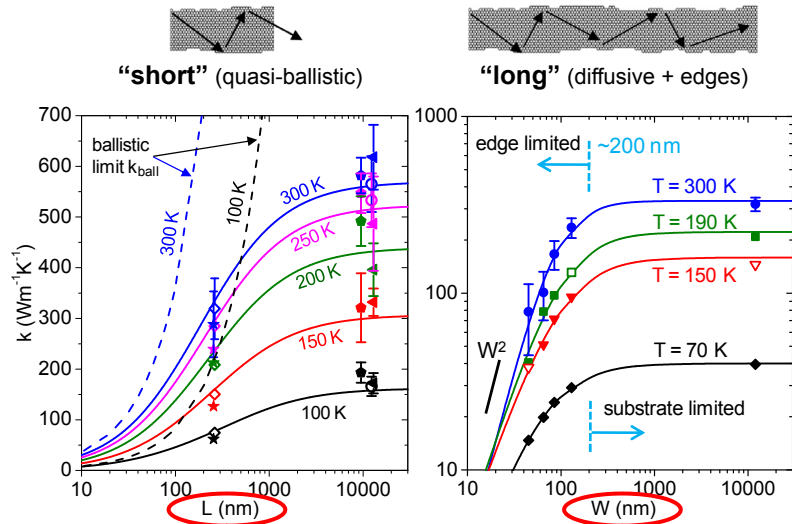 “short” (quasi-ballistic)
“long” (diffusive + edges)
700
600
500
400
300
200
100
0
k (Wm⁻¹K⁻¹)
ballistic
limit kball
300 K
100 K
300 K
250 K
200 K
150 K
100 K
10
100
1000
10000
L (nm)
1000
100
10
edge limited
~200 nm
T = 300 K
T = 190 K
T = 150 K
T = 70 K
W²
substrate limited
10
100
1000
10000
W (nm)